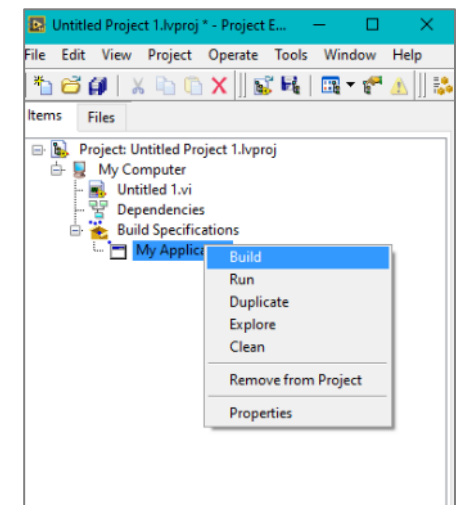 Untitled Project 1.lvproj * - Project E...
File Edit View Project Operate Tools Window Help
Items Files
Project: Untitled Project 1.lvproj
My Computer
Untitled 1.vi
Dependencies
Build Specifications
My Applica
Build
Run
Duplicate
Explore
Clean
Remove from Project
Properties